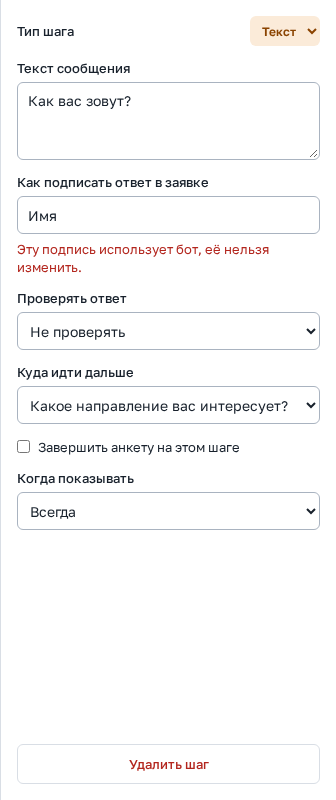 Тип шага
Текст
Текст сообщения
Как вас зовут?
Как подписать ответ в заявке
Имя
Эту подпись использует бот, её нельзя
изменить.
Проверять ответ
Не проверять
Куда идти дальше
Какое направление вас интересует?
Завершить анкету на этом шаге
Когда показывать
Всегда
Удалить шаг